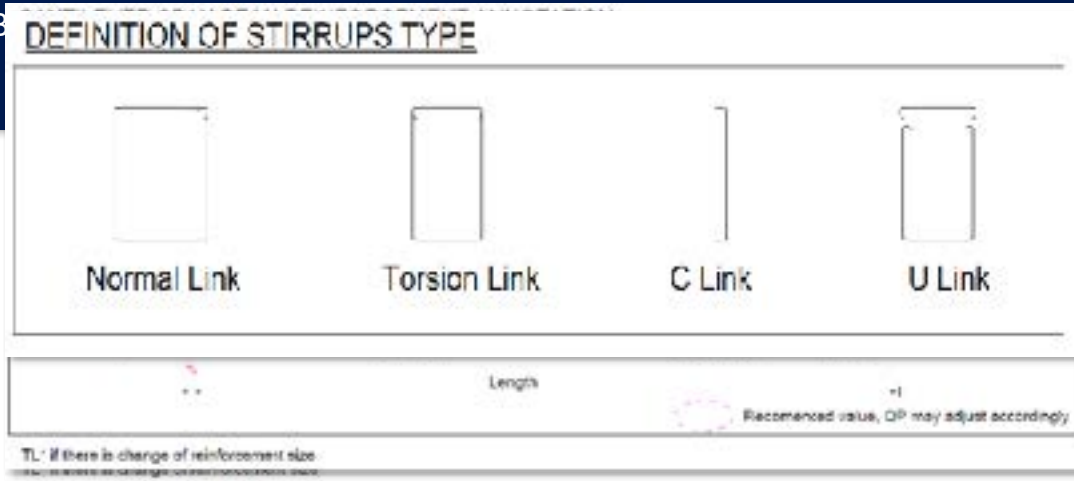 DEFINITION OF STIRRUPS TYPE
Normal Link Torsion Link C Link U Link
Length
Recomenced value, QP may adjust accordingly
TL: if there is change of reinforcement size